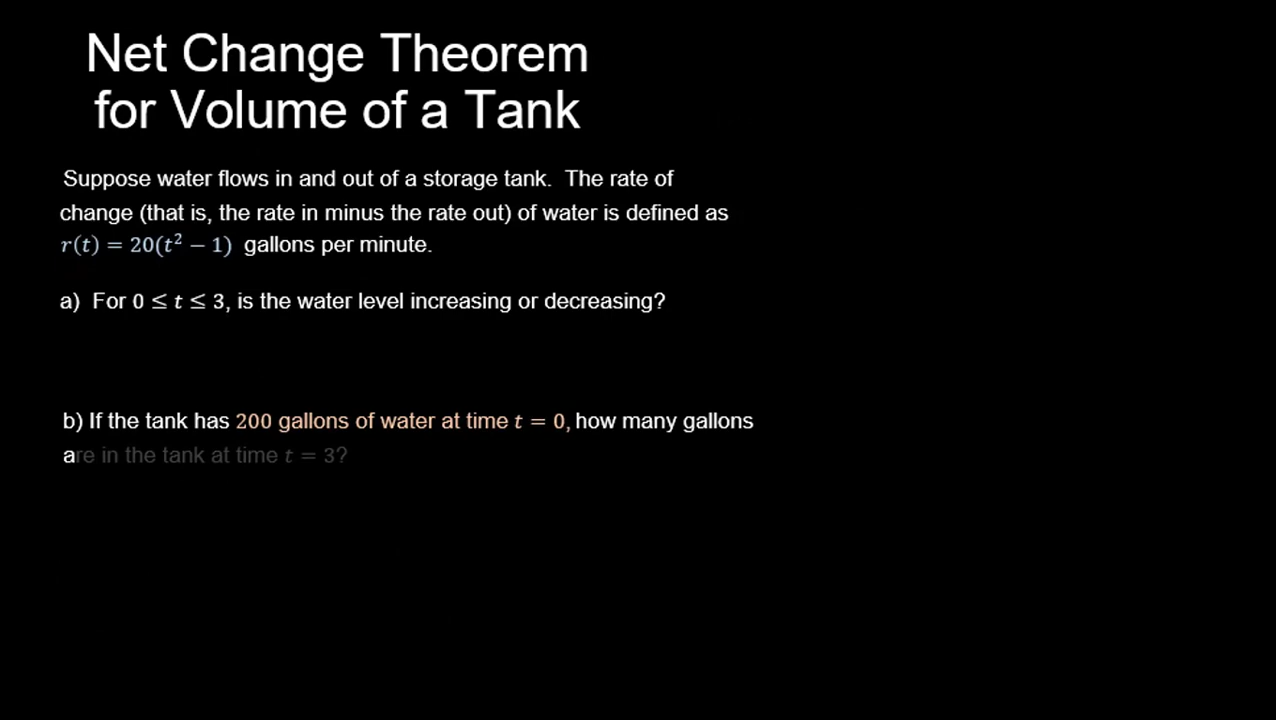 Net Change Theorem
for Volume of a Tank
Suppose water flows in and out of a storage tank. The rate of
change (that is, the rate in minus the rate out) of water is defined as
r(t) = 20(t² − 1) gallons per minute.
a) For 0 ≤ t ≤ 3, is the water level increasing or decreasing?
b) If the tank has 200 gallons of water at time t = 0, how many gallons
are in the tank at time t = 3?